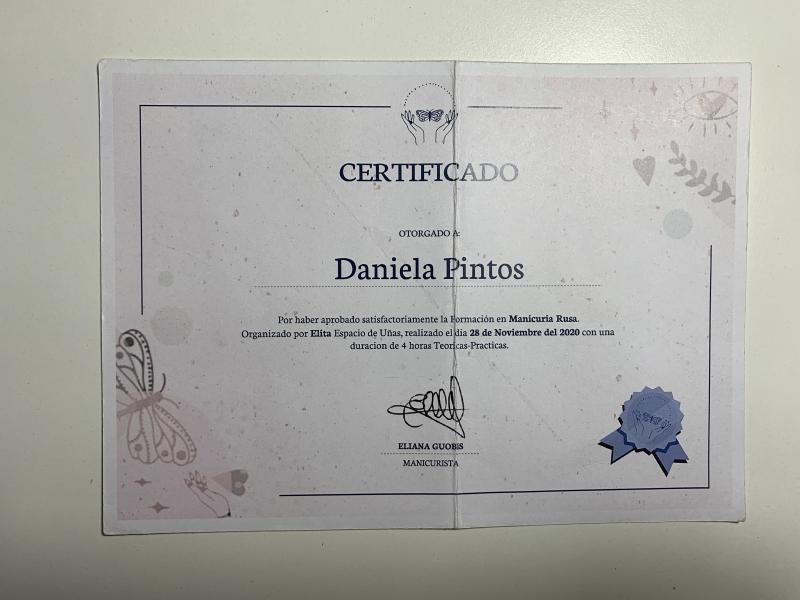 CERTIFICADO
OTORGADO A:
Daniela Pintos
Por haber aprobado satisfactoriamente la Formación en Manicuria Rusa.
Organizado por Elita Espacio de Uñas, realizado el dia 28 de Noviembre del 2020 con una
duracion de 4 horas Teoricas-Practicas.
ELIANA GUOBIS
MANICURISTA